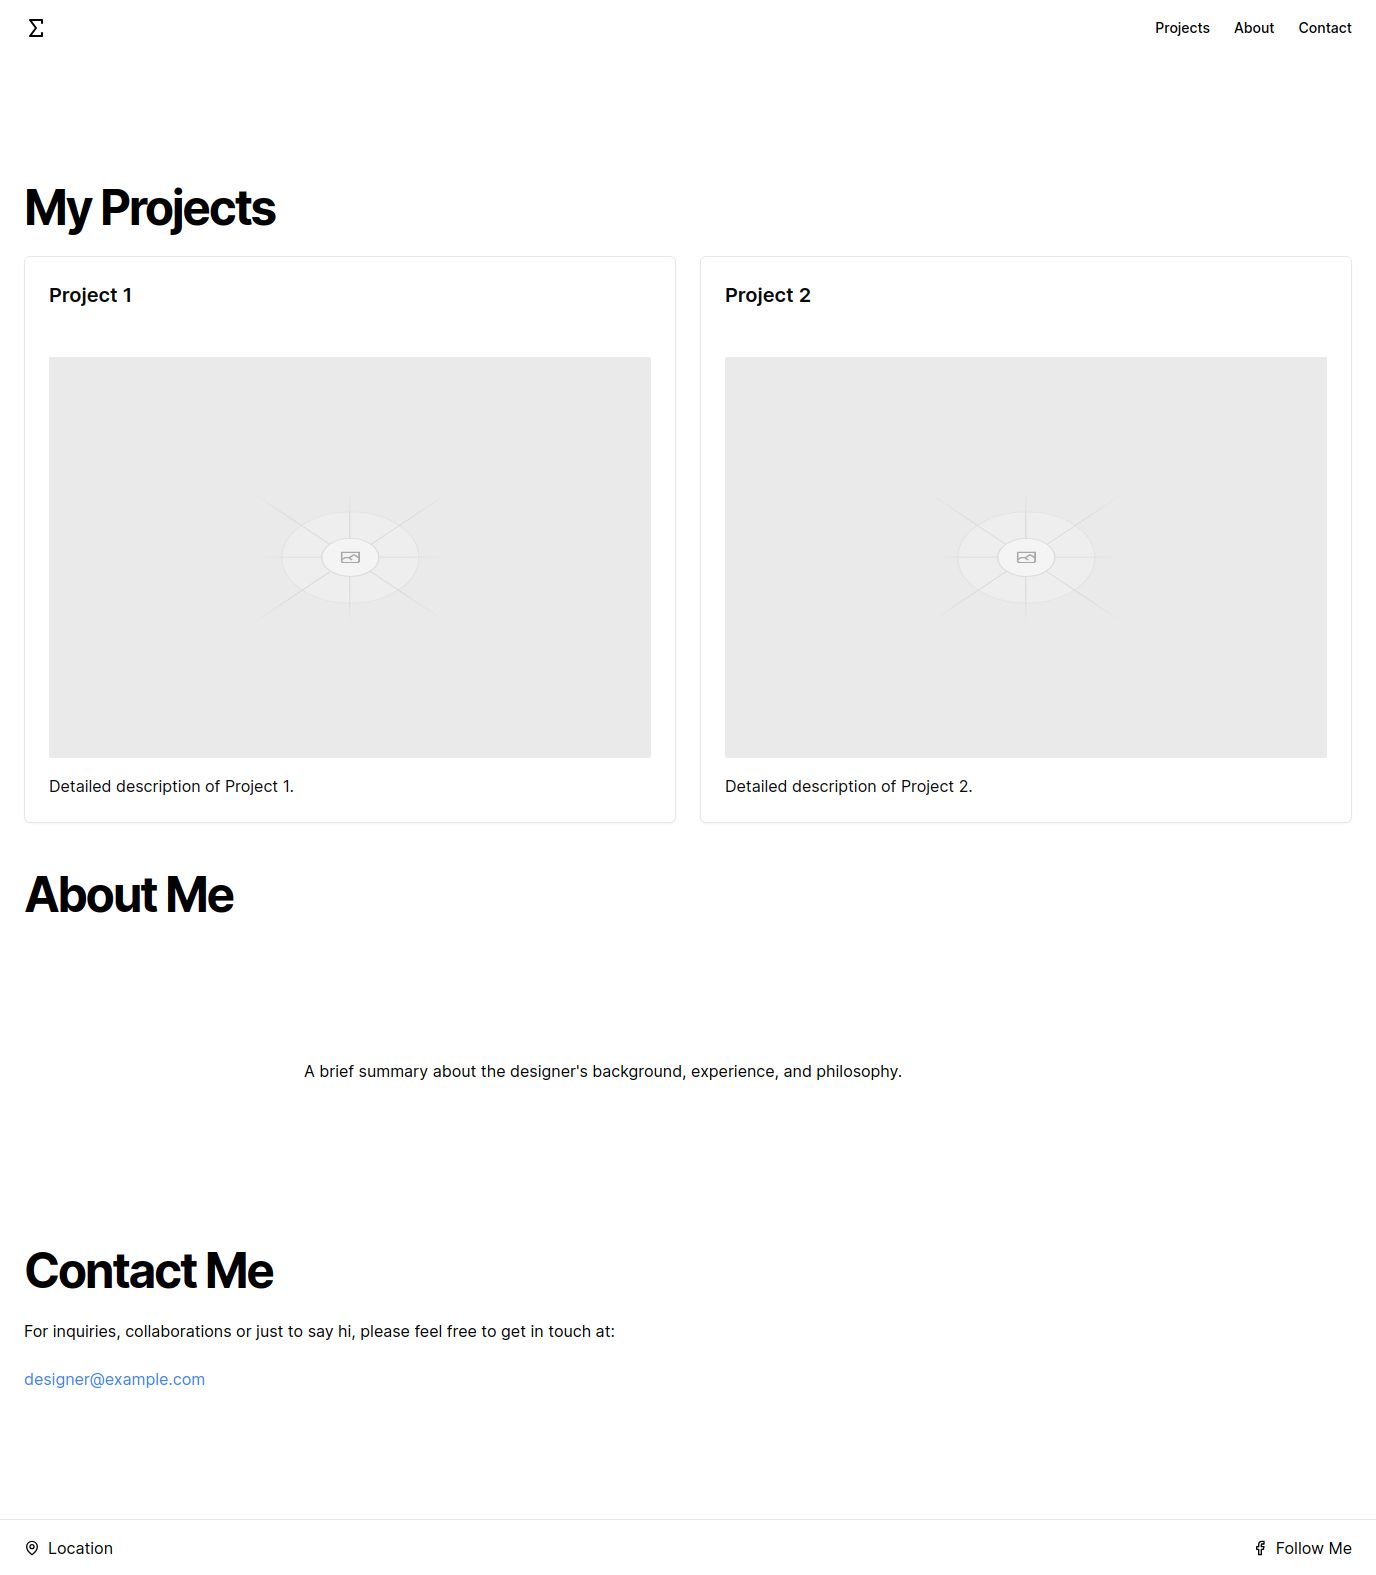 Projects About Contact
My Projects
Project 1
Project 2
Detailed description of Project 1.
Detailed description of Project 2.
About Me
A brief summary about the designer's background, experience, and philosophy.
Contact Me
For inquiries, collaborations or just to say hi, please feel free to get in touch at:
designer@example.com
Location
Follow Me